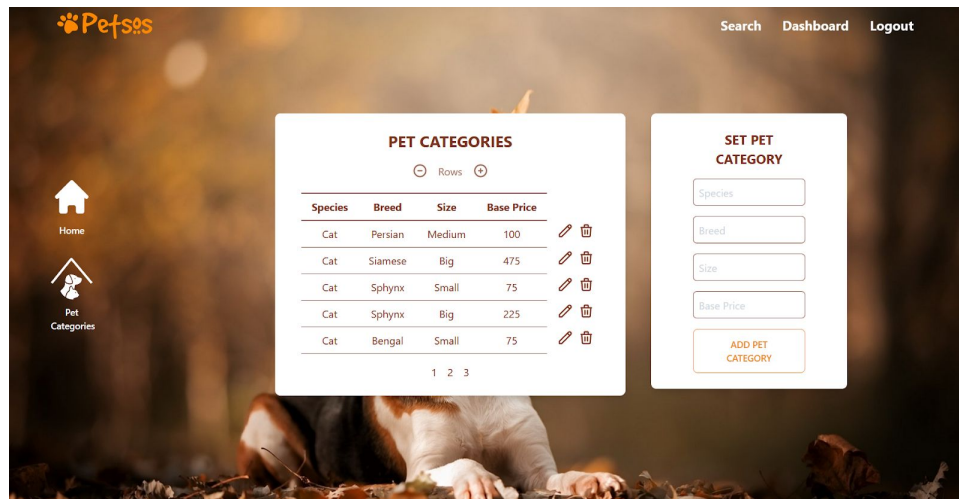 Petsos
Search Dashboard Logout
Home
Pet
Categories
PET CATEGORIES
Rows
Species Breed Size Base Price
Cat Persian Medium 100
Cat Siamese Big 475
Cat Sphynx Small 75
Cat Sphynx Big 225
Cat Bengal Small 75
1 2 3
SET PET
CATEGORY
Species
Breed
Size
Base Price
ADD PET
CATEGORY